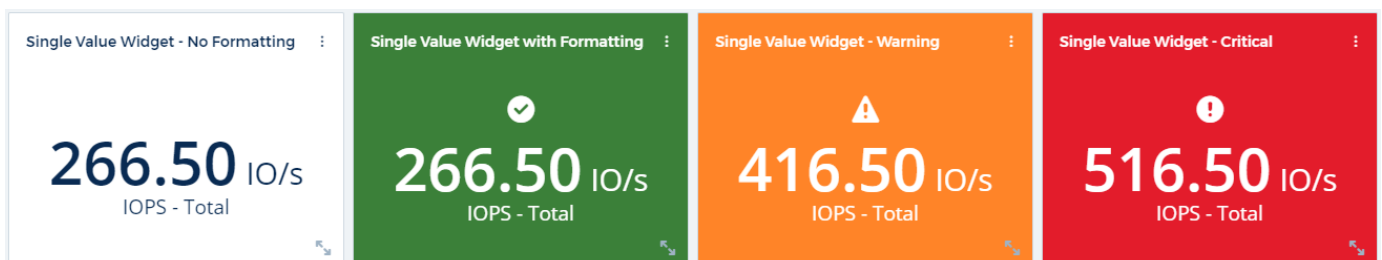 Single Value Widget - No Formatting
266.50 IO/s
IOPS - Total
Single Value Widget with Formatting
266.50 IO/s
IOPS - Total
Single Value Widget - Warning
416.50 IO/s
IOPS - Total
Single Value Widget - Critical
516.50 IO/s
IOPS - Total